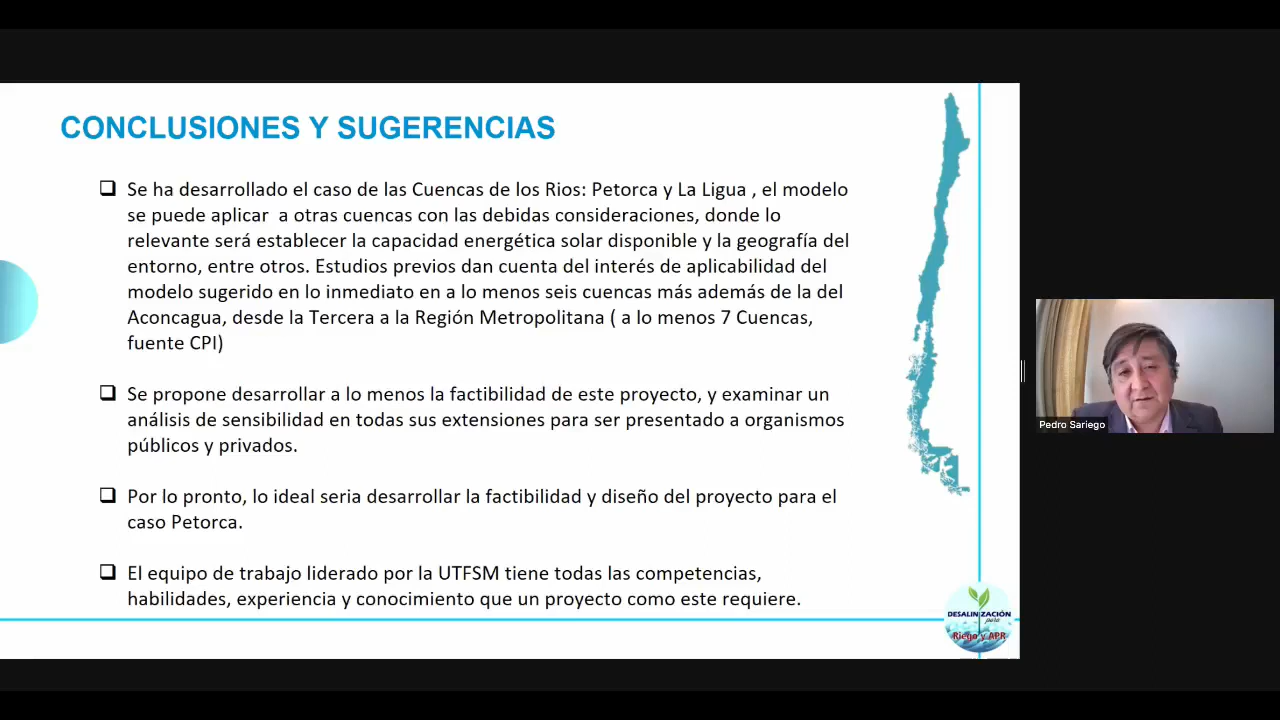 CONCLUSIONES Y SUGERENCIAS
❑ Se ha desarrollado el caso de las Cuencas de los Rios: Petorca y La Ligua , el modelo
se puede aplicar a otras cuencas con las debidas consideraciones, donde lo
relevante será establecer la capacidad energética solar disponible y la geografía del
entorno, entre otros. Estudios previos dan cuenta del interés de aplicabilidad del
modelo sugerido en lo inmediato en a lo menos seis cuencas más además de la del
Aconcagua, desde la Tercera a la Región Metropolitana ( a lo menos 7 Cuencas,
fuente CPI)
❑ Se propone desarrollar a lo menos la factibilidad de este proyecto, y examinar un
análisis de sensibilidad en todas sus extensiones para ser presentado a organismos
públicos y privados.
❑ Por lo pronto, lo ideal seria desarrollar la factibilidad y diseño del proyecto para el
caso Petorca.
❑ El equipo de trabajo liderado por la UTFSM tiene todas las competencias,
habilidades, experiencia y conocimiento que un proyecto como este requiere.
DESALINIZACIÓN
para
Riego y APR
Pedro Sariego